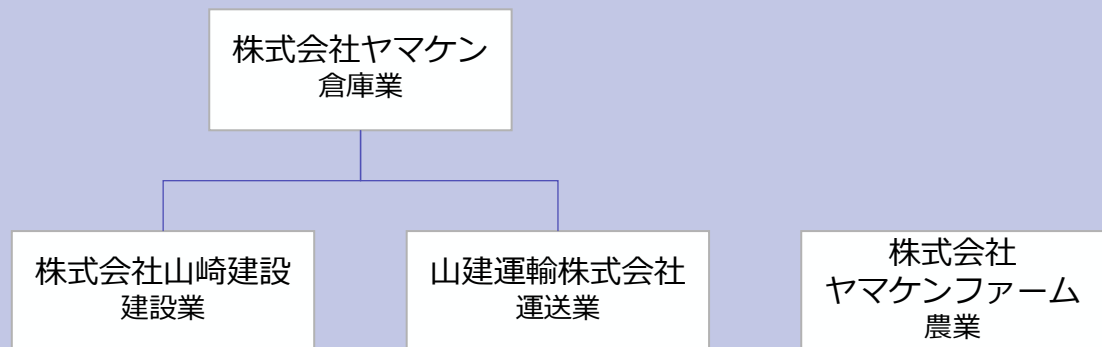 株式会社ヤマケン
倉庫業
株式会社山崎建設
建設業
山建運輸株式会社
運送業
株式会社
ヤマケンファーム
農業